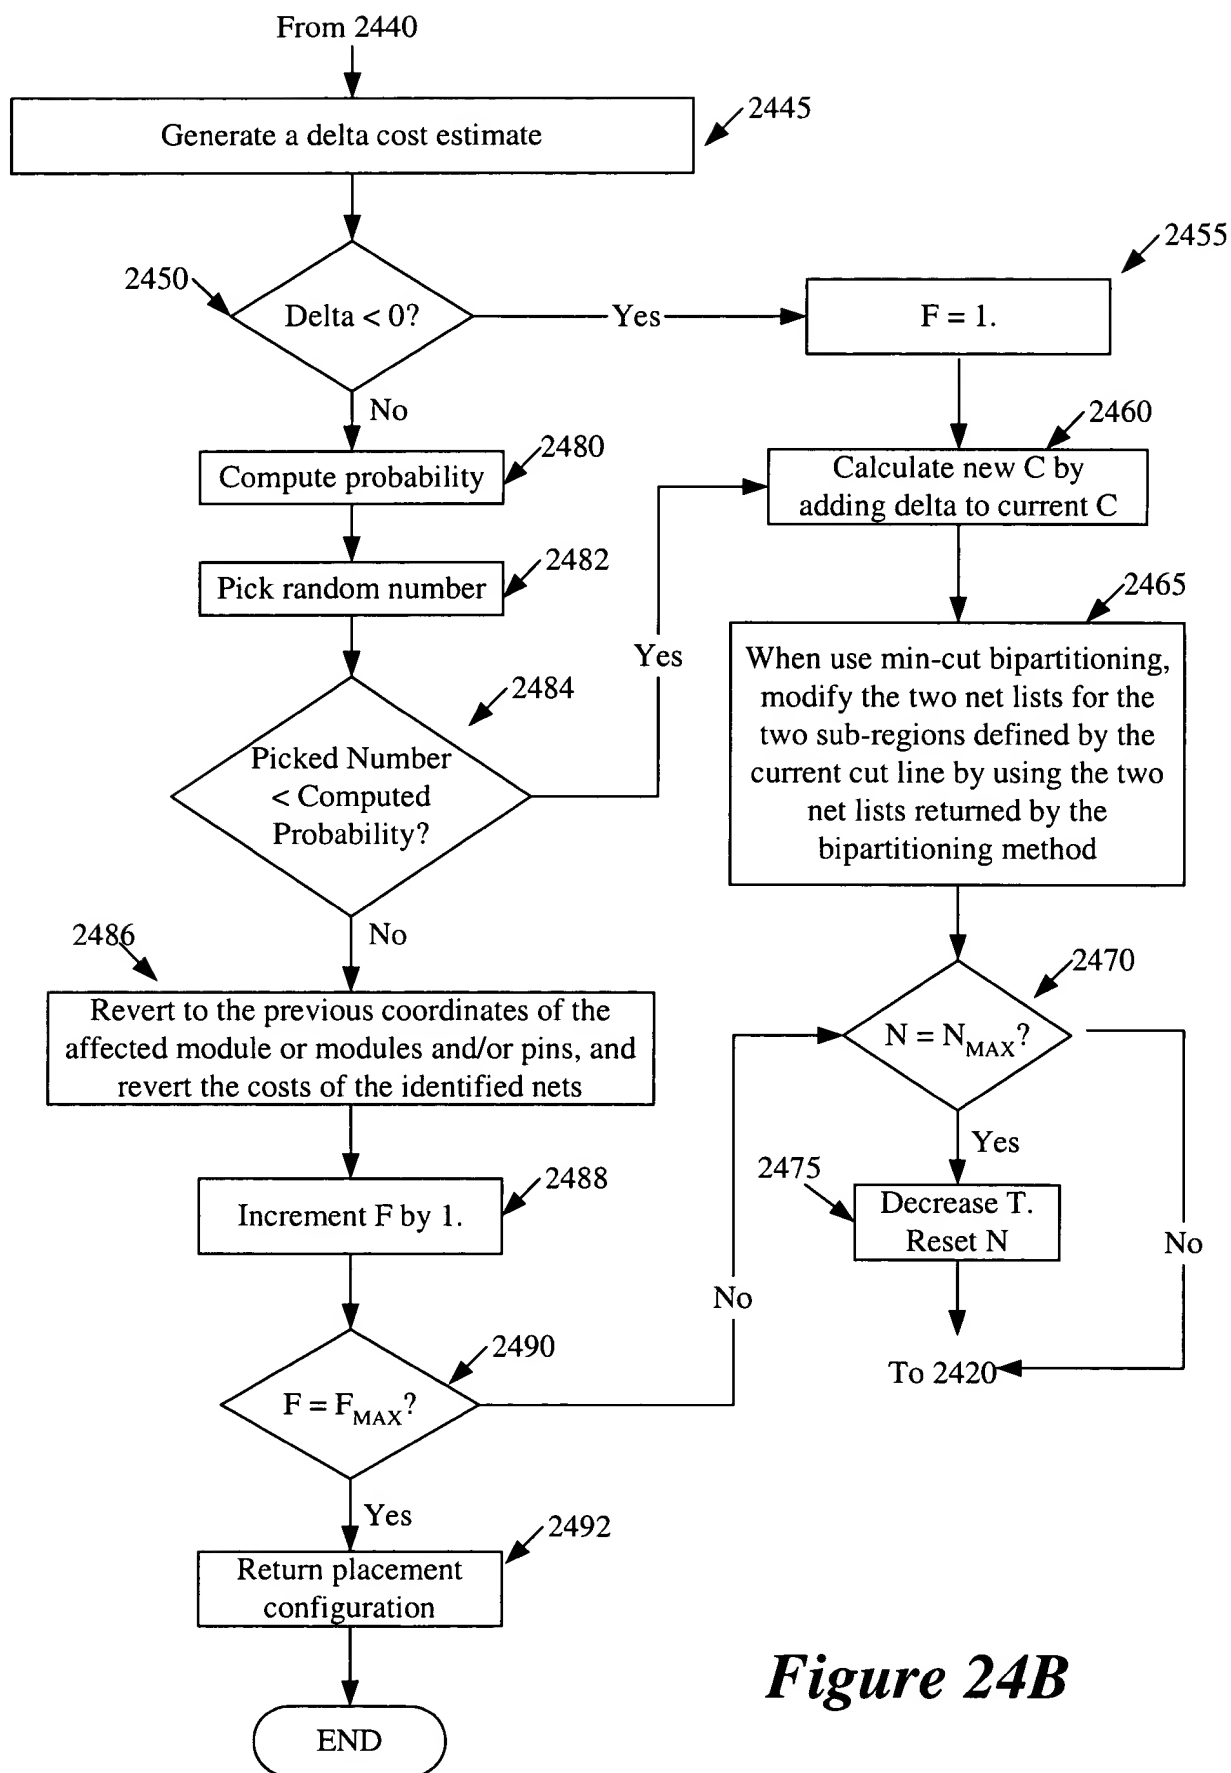 From 2440
Generate a delta cost estimate
2445
2450
Delta < 0?
Yes
2455
F = 1.
No
2460
Calculate new C by
adding delta to current C
2480
Compute probability
2482
Pick random number
2465
When use min-cut bipartitioning,
modify the two net lists for the
two sub-regions defined by the
current cut line by using the two
net lists returned by the
bipartitioning method
Yes
2484
Picked Number
< Computed
Probability?
No
2486
Revert to the previous coordinates of the
affected module or modules and/or pins, and
revert the costs of the identified nets
2470
N = NMAX?
Yes
2475
Decrease T.
Reset N
No
To 2420
2488
Increment F by 1.
No
2490
F = FMAX?
Yes
2492
Return placement
configuration
END
Figure 24B